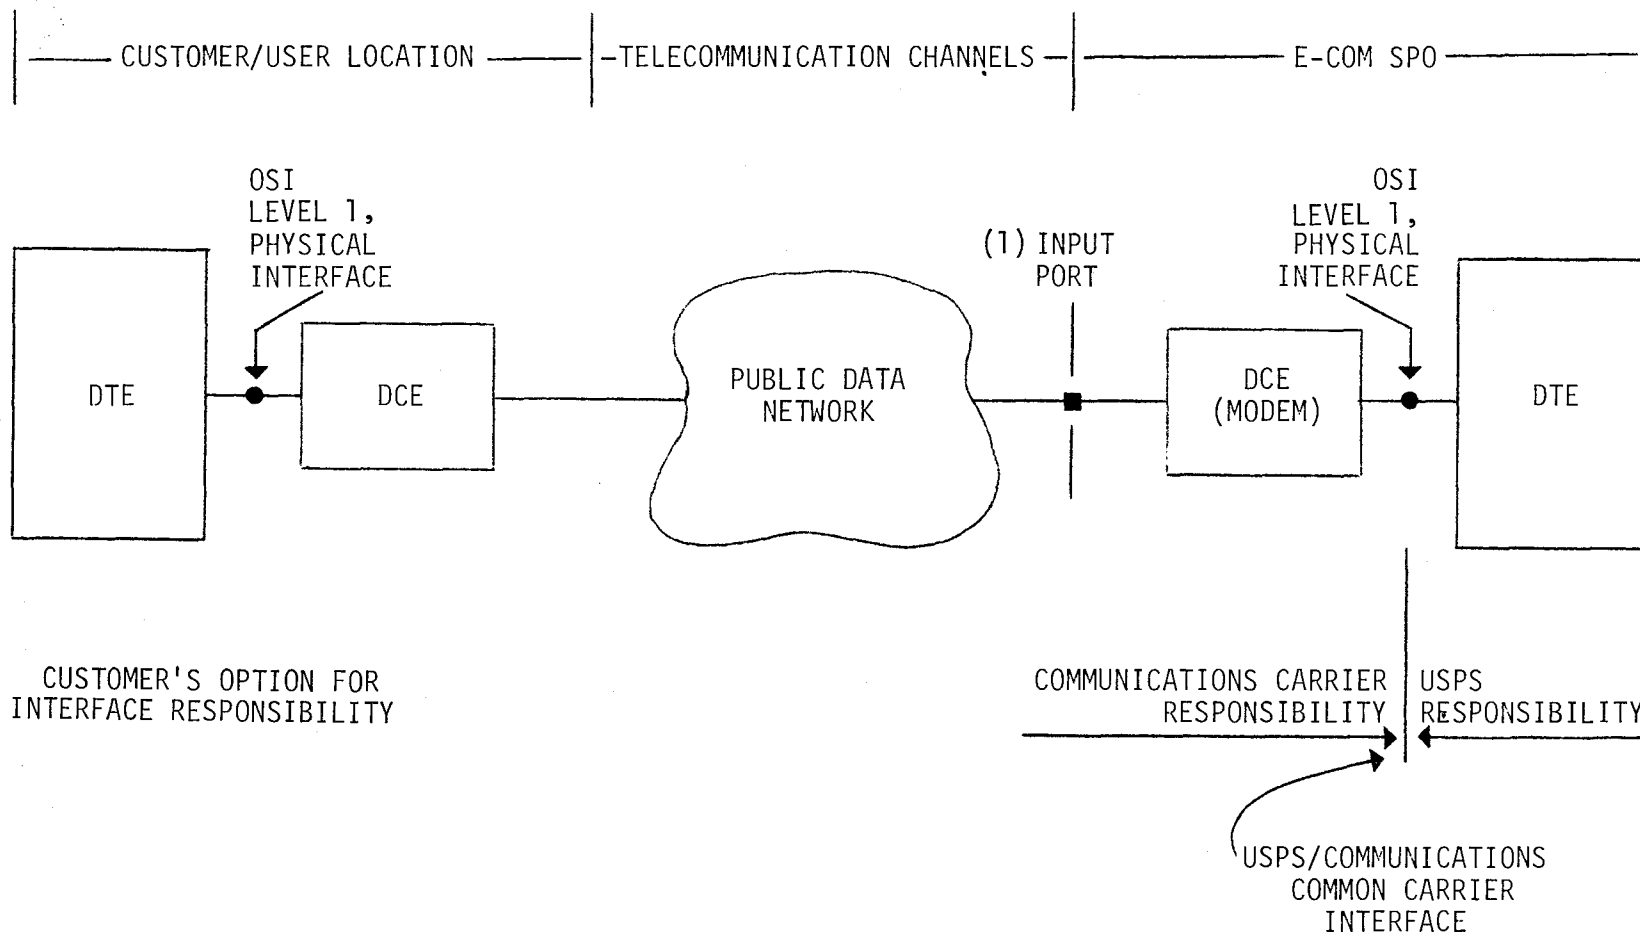 CUSTOMER/USER LOCATION
TELECOMMUNICATION CHANNELS
E-COM SPO
OSI
LEVEL 1,
PHYSICAL
INTERFACE
(1) INPUT
PORT
OSI
LEVEL 1,
PHYSICAL
INTERFACE
DTE
DCE
PUBLIC DATA
NETWORK
DCE
(MODEM)
DTE
CUSTOMER'S OPTION FOR
INTERFACE RESPONSIBILITY
COMMUNICATIONS CARRIER
RESPONSIBILITY
USPS
RESPONSIBILITY
USPS/COMMUNICATIONS
COMMON CARRIER
INTERFACE